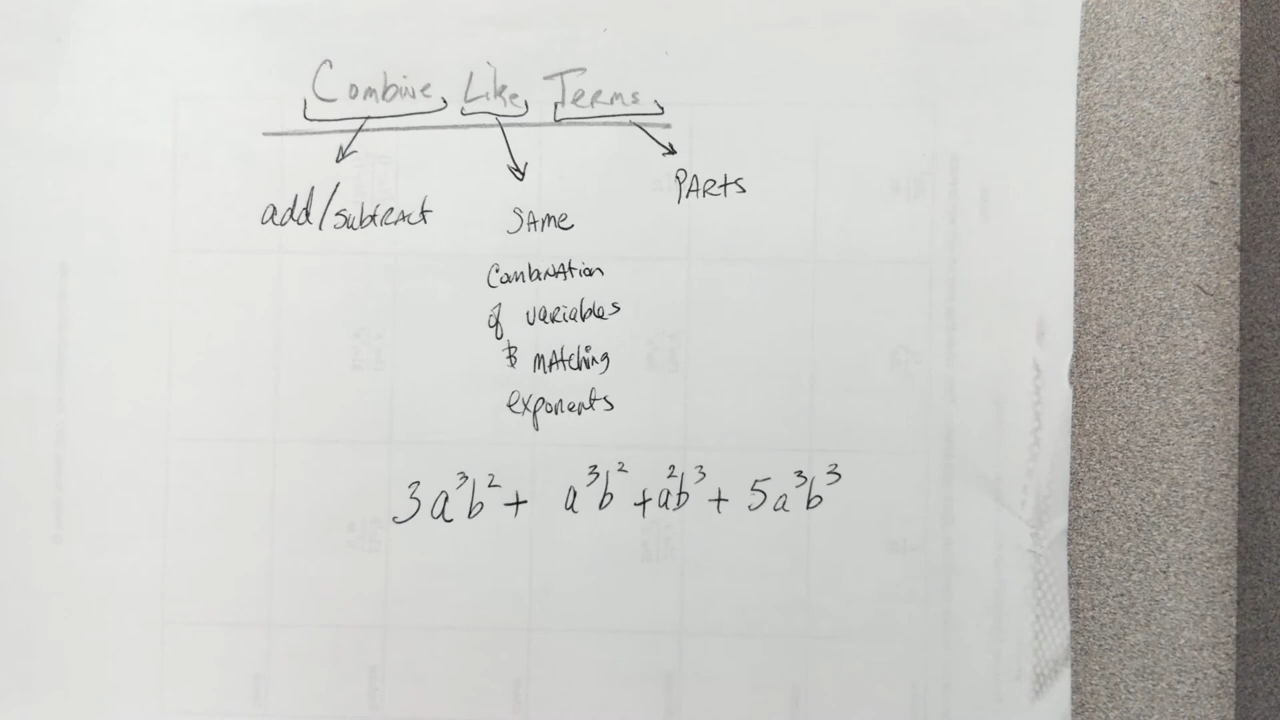 Combine Like Terms
add/subtract
same
PARts
CombiNAtion
of variables
& mAtching
exponents
3a³b² + a³b² + a²b³ + 5a³b³